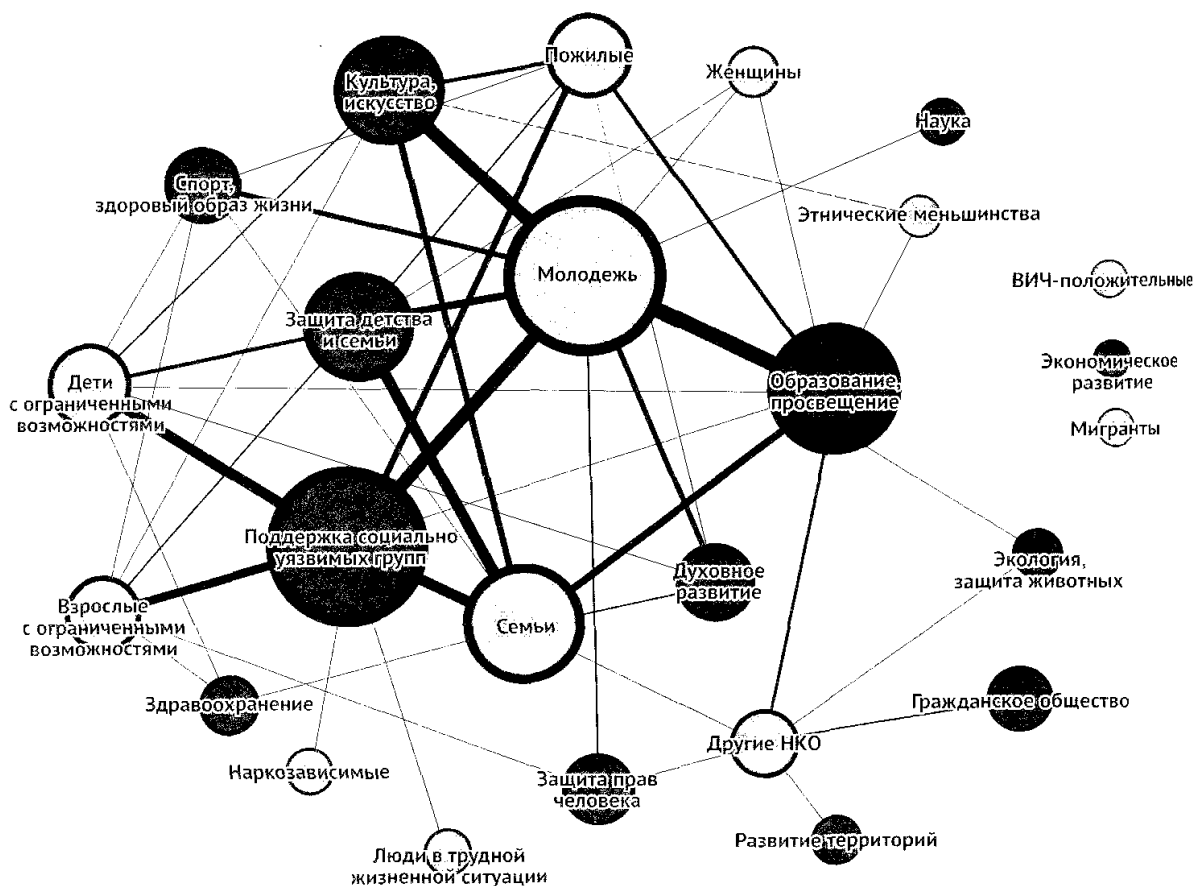 Пожилые
Женщины
Культура,
искусство
Наука
Спорт,
здоровый образ жизни
Этнические меньшинства
Молодежь
ВИЧ-положительные
Защита детства
и семьи
Экономическое
развитие
Дети
с ограниченными
возможностями
Образование,
просвещение
Мигранты
Поддержка социально
уязвимых групп
Экология,
защита животных
Духовное
развитие
Взрослые
с ограниченными
возможностями
Семьи
Здравоохранение
Гражданское общество
Другие НКО
Наркозависимые
Защита прав
человека
Развитие территорий
Люди в трудной
жизненной ситуации